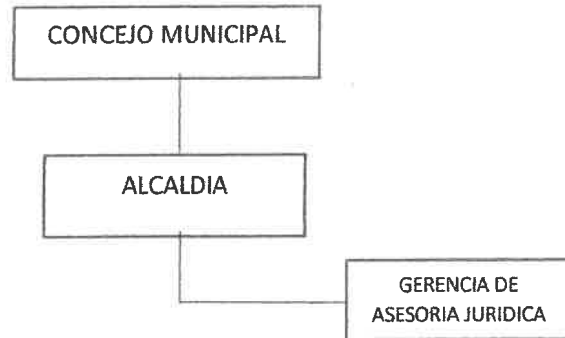 CONCEJO MUNICIPAL
ALCALDIA
GERENCIA DE
ASESORIA JURIDICA